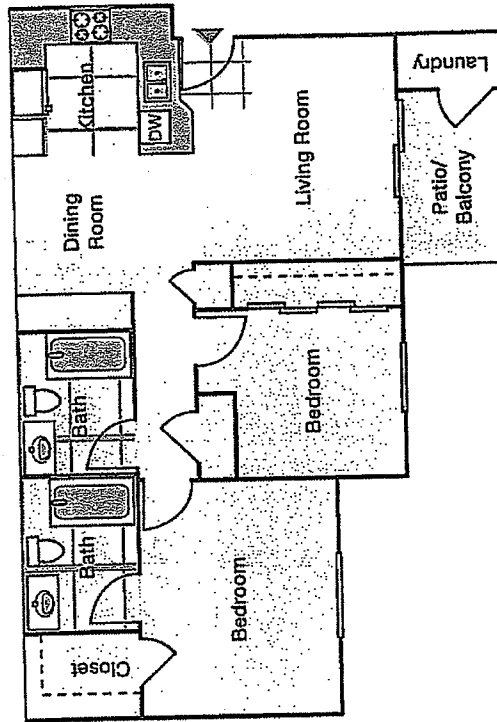 Kitchen
DW
Dining
Room
Living Room
Laundry
Patio/
Balcony
Bath
Bedroom
Bath
Bedroom
Closet